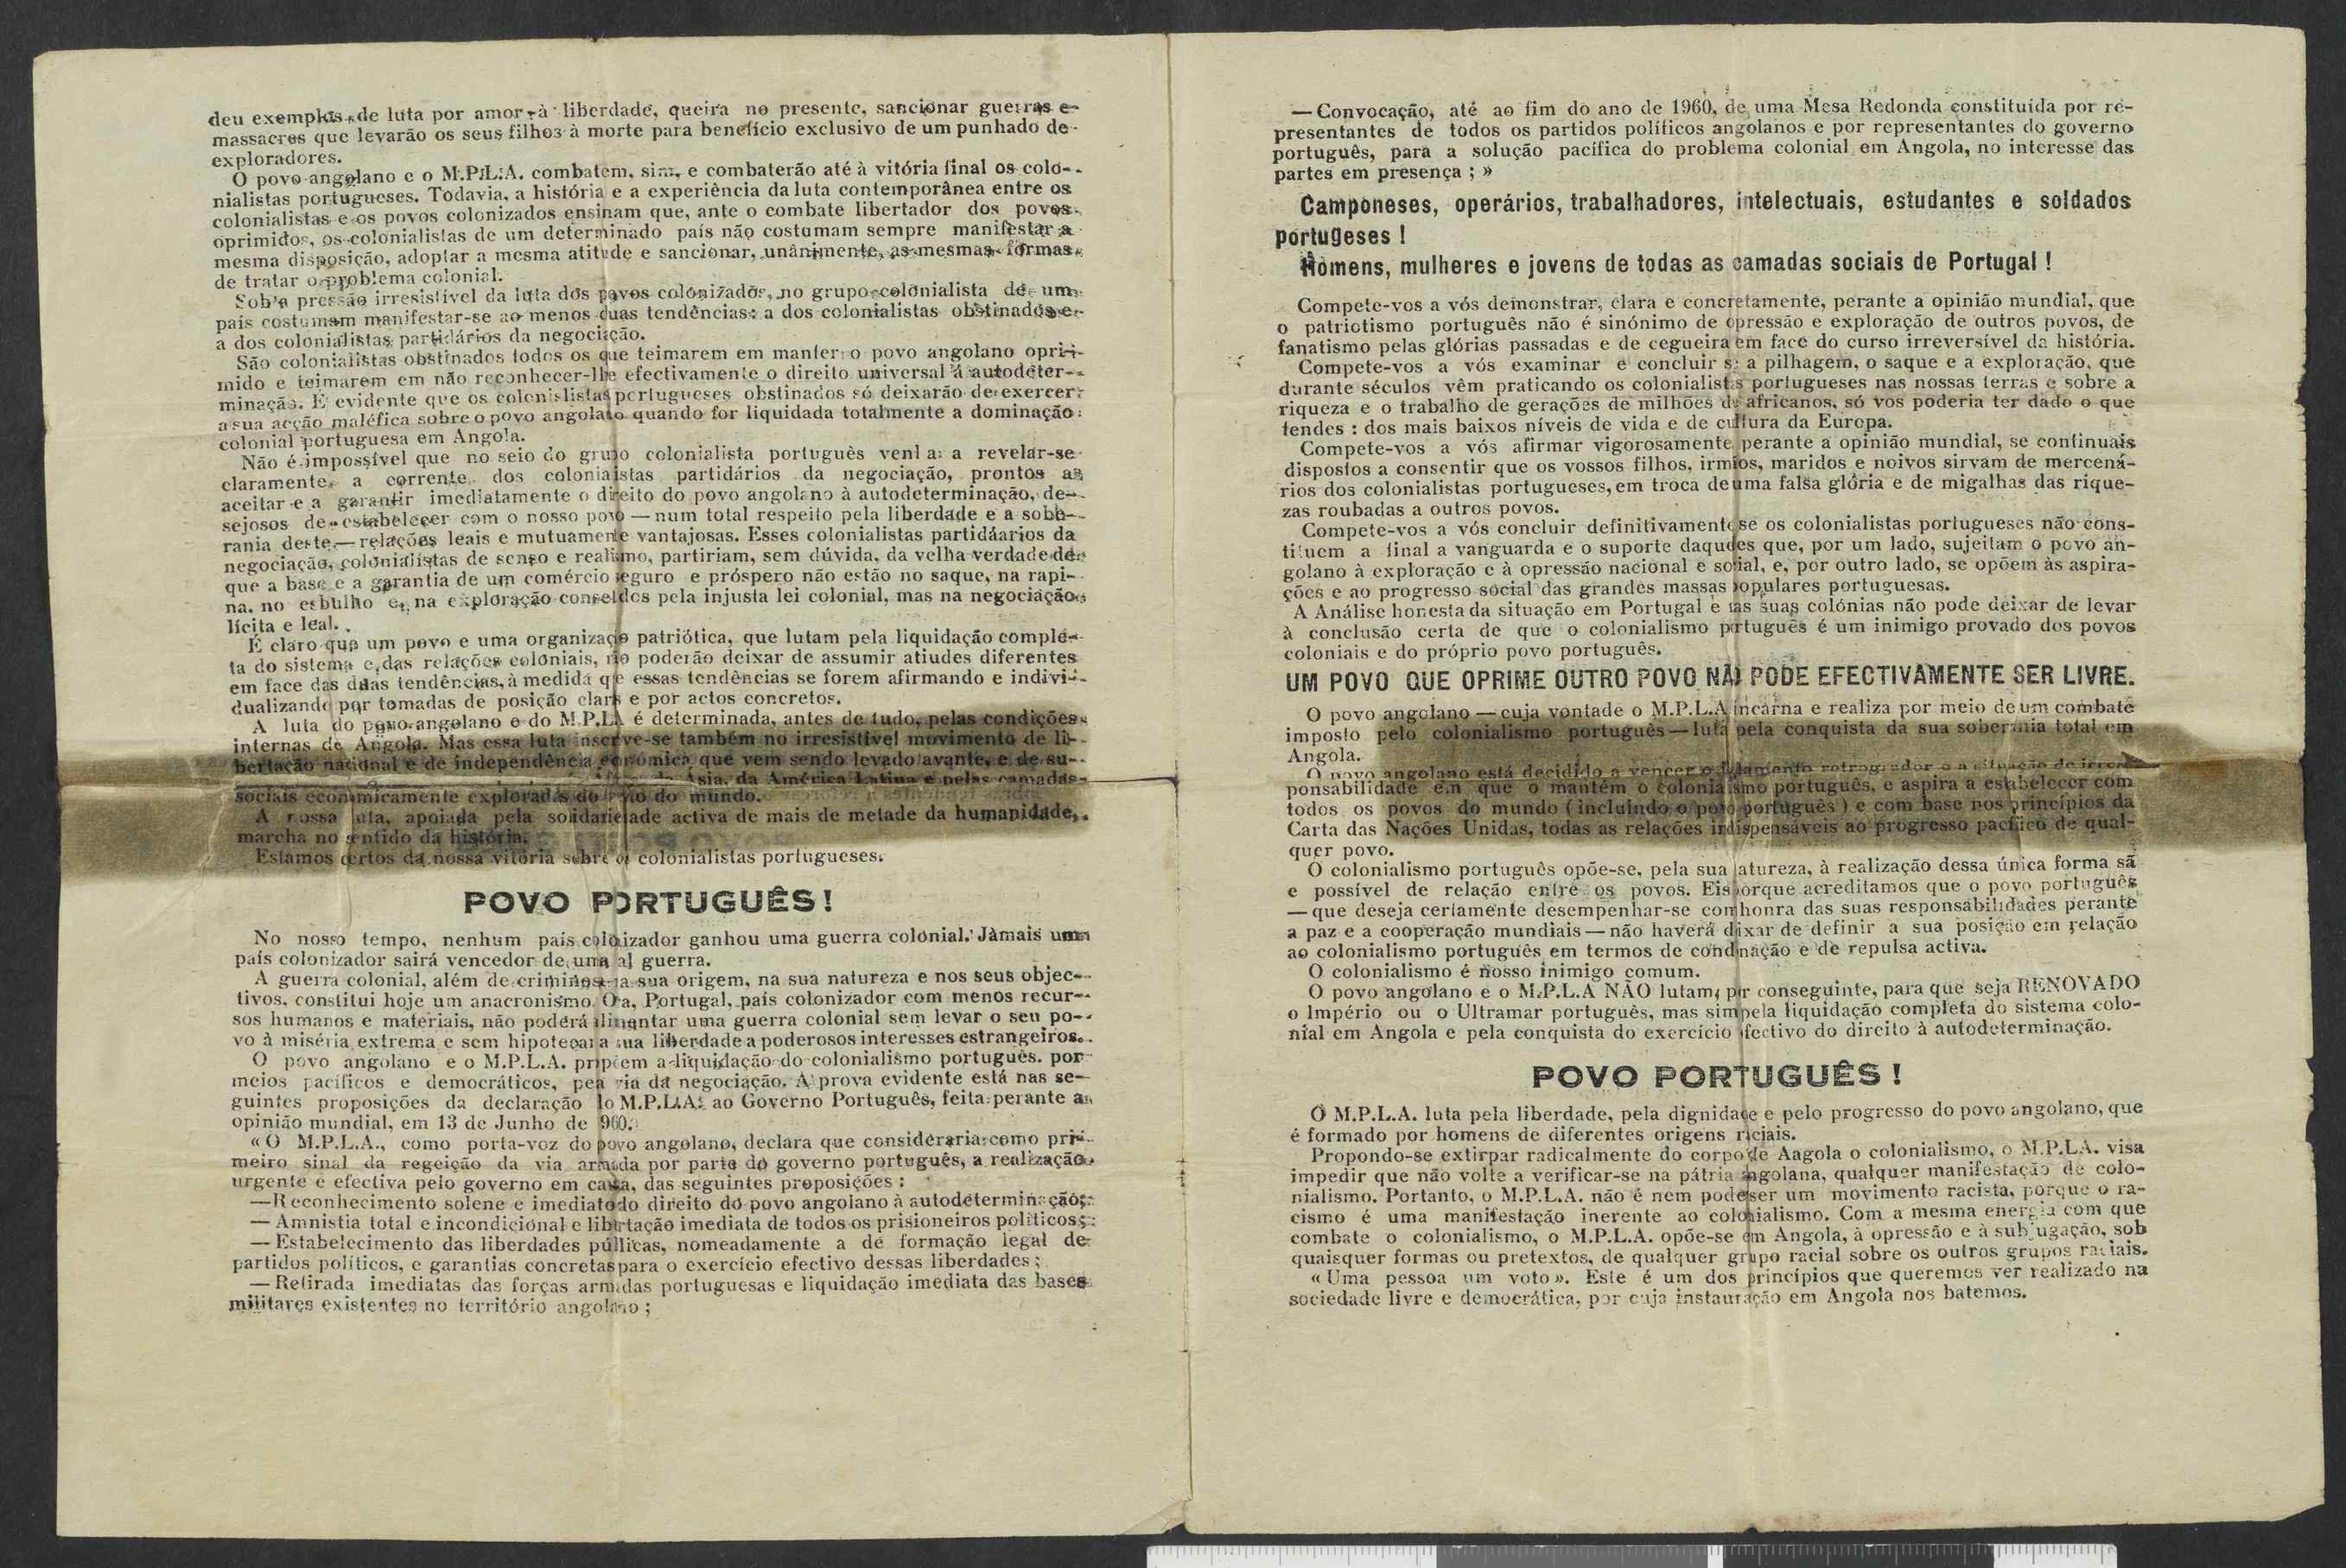 deu exemplos de luta por amor à liberdade, queira no presente, sancionar guerras e
massacres que levarão os seus filhos à morte para benefício exclusivo de um punhado de
exploradores.
O povo angolano e o M.P.L.A. combatem, sim, e combaterão até à vitória final os colo-
nialistas portugueses. Todavia, a história e a experiência da luta contemporânea entre os
colonialistas e os povos colonizados ensinam que, ante o combate libertador dos povos
oprimidos, os colonialistas de um determinado país não costumam sempre manifestar a
mesma disposição, adoptar a mesma atitude e sancionar, unânimente, as mesmas formas
de tratar o problema colonial.
Sob a pressão irresistível da luta dos povos colonizados, no grupo colonialista de um
país costumam manifestar-se ao menos duas tendências: a dos colonialistas obstinados e
a dos colonialistas partidários da negociação.
São colonialistas obstinados todos os que teimarem em manter o povo angolano opri-
mido e teimarem em não reconhecer-lhe efectivamente o direito universal á autodeter-
minação. É evidente que os colonialistas portugueses obstinados só deixarão de exercer
a sua acção maléfica sobre o povo angolano quando for liquidada totalmente a dominação
colonial portuguesa em Angola.
Não é impossível que no seio do grupo colonialista português venha a revelar-se
claramente a corrente dos colonialistas partidários da negociação, prontos a
aceitar e a garantir imediatamente o direito do povo angolano à autodeterminação, de-
sejosos de estabelecer com o nosso povo — num total respeito pela liberdade e a sobe-
rania deste — relações leais e mutuamente vantajosas. Esses colonialistas partidáarios da
negociação, colonialistas de senso e realismo, partiriam, sem dúvida, da velha verdade de
que a base e a garantia de um comércio seguro e próspero não estão no saque, na rapi-
na, no esbulho e na exploração consel dos pela injusta lei colonial, mas na negociação
lícita e leal.
É claro que um povo e uma organização patriótica, que lutam pela liquidação comple-
ta do sistema e das relações coloniais, não poderão deixar de assumir atiudes diferentes
em face das duas tendências, à medida que essas tendências se forem afirmando e indivi-
dualizando por tomadas de posição clara e por actos concretos.
A luta do povo angolano e do M.P.LA é determinada, antes de tudo, pelas condições
internas de Angola. Mas essa luta inscreve-se também no irresistível movimento de li-
bertação nacional e de independência económica que vem sendo levado avante, e de su-
da Ásia, da América Latina e pelas camadas
sociais económicamente exploradas do resto do mundo.
A nossa luta, apoiada pela solidariedade activa de mais de metade da humanidade,
marcha no sentido da história.
Estamos certos da nossa vitória sobre os colonialistas portugueses.
POVO PORTUGUÊS!
No nosso tempo, nenhum país colonizador ganhou uma guerra colonial. Jàmais um
país colonizador sairá vencedor de uma tal guerra.
A guerra colonial, além de criminosa na sua origem, na sua natureza e nos seus objec-
tivos, constitui hoje um anacronismo. Ora, Portugal, país colonizador com menos recur-
sos humanos e materiais, não poderá alimentar uma guerra colonial sem levar o seu po-
vo à miséria extrema e sem hipotecar a sua liberdade a poderosos interesses estrangeiros.
O povo angolano e o M.P.L.A. propõem a liquidação do colonialismo português, por
meios pacíficos e democráticos, pela via da negociação. A prova evidente está nas se-
guintes proposições da declaração do M.P.L.A. ao Governo Português, feita perante a
opinião mundial, em 13 de Junho de 1960.
« O M.P.L.A., como porta-voz do povo angolano, declara que consideraria como pri-
meiro sinal da regeição da via armada por parte do governo português, a realização
urgente e efectiva pelo governo em causa, das seguintes proposições :
— Reconhecimento solene e imediato do direito do povo angolano à autodeterminação;
— Amnistia total e incondicional e libertação imediata de todos os prisioneiros políticos;
— Estabelecimento das liberdades públicas, nomeadamente a de formação legal de
partidos políticos, e garantias concretas para o exercício efectivo dessas liberdades ;
— Retirada imediatas das forças armadas portuguesas e liquidação imediata das bases
militares existentes no território angolano ;
— Convocação, até ao fim do ano de 1960, de uma Mesa Redonda constituída por re-
presentantes de todos os partidos políticos angolanos e por representantes do governo
português, para a solução pacífica do problema colonial em Angola, no interesse das
partes em presença ; »
Camponeses, operários, trabalhadores, intelectuais, estudantes e soldados
portugeses !
Homens, mulheres e jovens de todas as camadas sociais de Portugal !
Compete-vos a vós demonstrar, clara e concretamente, perante a opinião mundial, que
o patriotismo português não é sinónimo de opressão e exploração de outros povos, de
fanatismo pelas glórias passadas e de cegueira em face do curso irreversível da história.
Compete-vos a vós examinar e concluir se a pilhagem, o saque e a exploração, que
durante séculos vêm praticando os colonialistas portugueses nas nossas terras e sobre a
riqueza e o trabalho de gerações de milhões de africanos, só vos poderia ter dado o que
tendes : dos mais baixos níveis de vida e de cultura da Europa.
Compete-vos a vós afirmar vigorosamente, perante a opinião mundial, se continuais
dispostos a consentir que os vossos filhos, irmãos, maridos e noivos sirvam de mercená-
rios dos colonialistas portugueses, em troca de uma falsa glória e de migalhas das rique-
zas roubadas a outros povos.
Compete-vos a vós concluir definitivamente se os colonialistas portugueses não cons-
tituem a final a vanguarda e o suporte daqueles que, por um lado, sujeitam o povo an-
golano à exploração e à opressão nacional e social, e, por outro lado, se opõem às aspira-
ções e ao progresso social das grandes massas populares portuguesas.
A Análise honesta da situação em Portugal e nas suas colónias não pode deixar de levar
à conclusão certa de que o colonialismo português é um inimigo provado dos povos
coloniais e do próprio povo português.
UM POVO QUE OPRIME OUTRO POVO NÃO PODE EFECTIVAMENTE SER LIVRE.
O povo angolano — cuja vontade o M.P.L.A incarna e realiza por meio de um combate
imposto pelo colonialismo português — luta pela conquista da sua soberania total em
Angola.
O povo angolano está decidido a vencer o retrogrador e a situação de irres-
ponsabilidade em que o mantém o colonialismo português, e aspira a estabelecer com
todos os povos do mundo ( incluindo o povo português ) e com base nos princípios da
Carta das Nações Unidas, todas as relações indispensáveis ao progresso pacífico de qual-
quer povo.
O colonialismo português opõe-se, pela sua natureza, à realização dessa única forma sã
e possível de relação entre os povos. Eis porque acreditamos que o povo português
— que deseja certamente desempenhar-se com honra das suas responsabilidades perante
a paz e a cooperação mundiais — não haverá deixar de definir a sua posição em relação
ao colonialismo português em termos de condenação e de repulsa activa.
O colonialismo é nosso inimigo comum.
O povo angolano e o M.P.L.A NÃO lutam, por conseguinte, para que seja RENOVADO
o Império ou o Ultramar português, mas sim pela liquidação completa do sistema colo-
nial em Angola e pela conquista do exercício efectivo do direito à autodeterminação.
POVO PORTUGUÊS !
O M.P.L.A. luta pela liberdade, pela dignidade e pelo progresso do povo angolano, que
é formado por homens de diferentes origens raciais.
Propondo-se extirpar radicalmente do corpo de Angola o colonialismo, o M.P.L.A. visa
impedir que não volte a verificar-se na pátria angolana, qualquer manifestação de colo-
nialismo. Portanto, o M.P.L.A. não é nem pode ser um movimento racista, porque o ra-
cismo é uma manifestação inerente ao colonialismo. Com a mesma energia com que
combate o colonialismo, o M.P.L.A. opõe-se em Angola, à opressão e à subjugação, sob
quaisquer formas ou pretextos, de qualquer grupo racial sobre os outros grupos raciais.
« Uma pessoa um voto ». Este é um dos princípios que queremos ver realizado na
sociedade livre e democrática, por cuja instauração em Angola nos batemos.